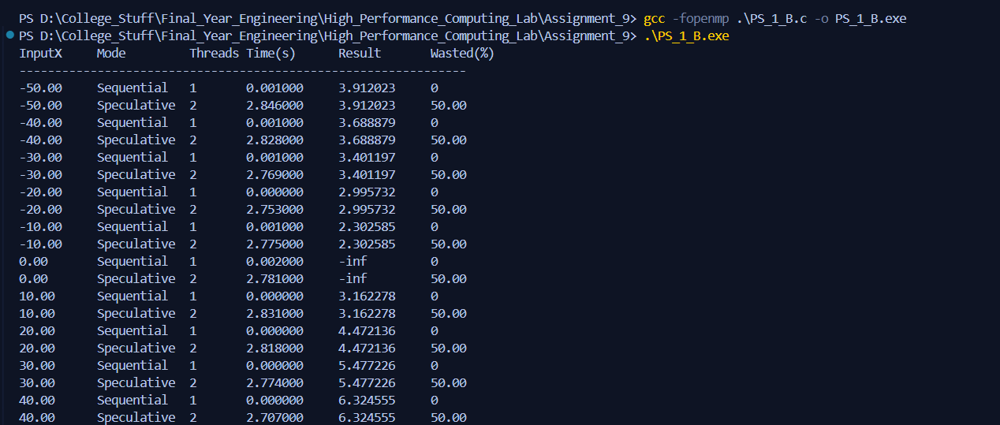 PS D:\College_Stuff\Final_Year_Engineering\High_Performance_Computing_Lab\Assignment_9> gcc -fopenmp .\PS_1_B.c -o PS_1_B.exe
PS D:\College_Stuff\Final_Year_Engineering\High_Performance_Computing_Lab\Assignment_9> .\PS_1_B.exe
InputX     Mode         Threads Time(s)      Result       Wasted(%)
---------------------------------------------------------------
-50.00     Sequential   1       0.001000     3.912023     0
-50.00     Speculative  2       2.846000     3.912023     50.00
-40.00     Sequential   1       0.001000     3.688879     0
-40.00     Speculative  2       2.828000     3.688879     50.00
-30.00     Sequential   1       0.001000     3.401197     0
-30.00     Speculative  2       2.769000     3.401197     50.00
-20.00     Sequential   1       0.000000     2.995732     0
-20.00     Speculative  2       2.753000     2.995732     50.00
-10.00     Sequential   1       0.001000     2.302585     0
-10.00     Speculative  2       2.775000     2.302585     50.00
0.00       Sequential   1       0.002000     -inf         0
0.00       Speculative  2       2.781000     -inf         50.00
10.00      Sequential   1       0.000000     3.162278     0
10.00      Speculative  2       2.831000     3.162278     50.00
20.00      Sequential   1       0.000000     4.472136     0
20.00      Speculative  2       2.818000     4.472136     50.00
30.00      Sequential   1       0.000000     5.477226     0
30.00      Speculative  2       2.774000     5.477226     50.00
40.00      Sequential   1       0.000000     6.324555     0
40.00      Speculative  2       2.707000     6.324555     50.00